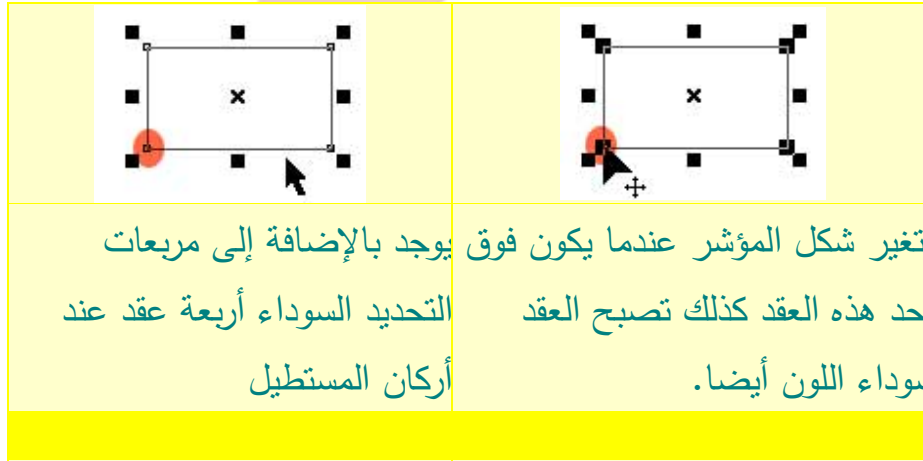 تغير شكل المؤشر عندما يكون فوق
حد هذه العقد كذلك تصبح العقد
سوداء اللون أيضا.
يوجد بالإضافة إلى مربعات
التحديد السوداء أربعة عقد عند
أركان المستطيل